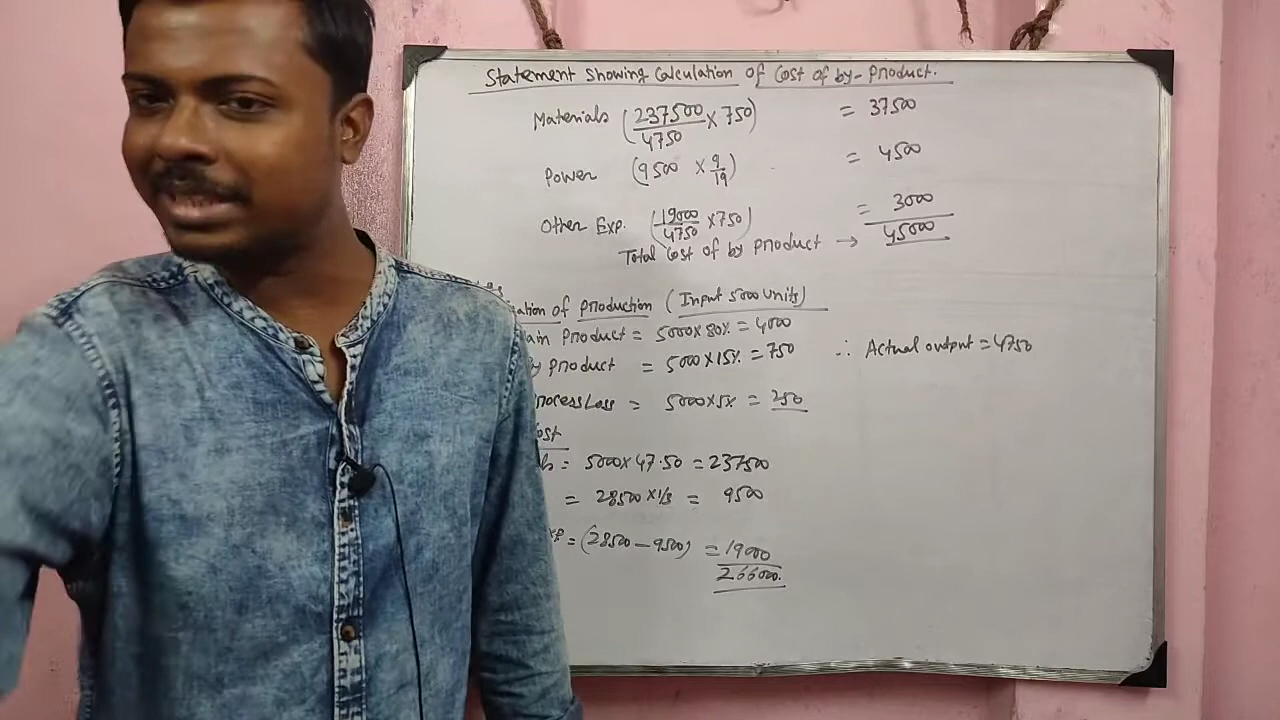 Statement Showing Calculation of Cost of by-Product.
Materials (237500/4750 × 750) = 37500
Power (9500 × 9/19) = 4500
Other Exp. (19000/4750 × 750) = 3000
Total Cost of by product → 45000
ation of Production (Input 5000 units)
ain Product = 5000×80% = 4000
y Product = 5000×15% = 750 ∴ Actual output = 4750
Process Loss = 5000×5% = 250
ost
= 5000×47.50 = 237500
= 28500 × 1/3 = 9500
= (28500 — 9500) = 19000
266000.